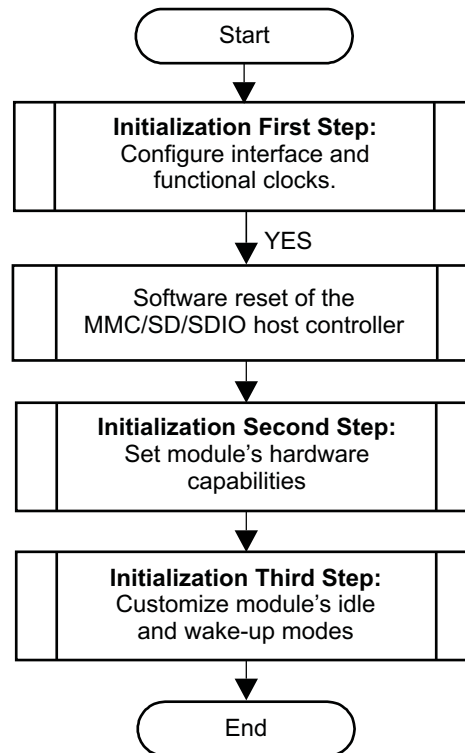 Start
Initialization First Step:
Configure interface and
functional clocks.
YES
Software reset of the
MMC/SD/SDIO host controller
Initialization Second Step:
Set module's hardware
capabilities
Initialization Third Step:
Customize module's idle
and wake-up modes
End